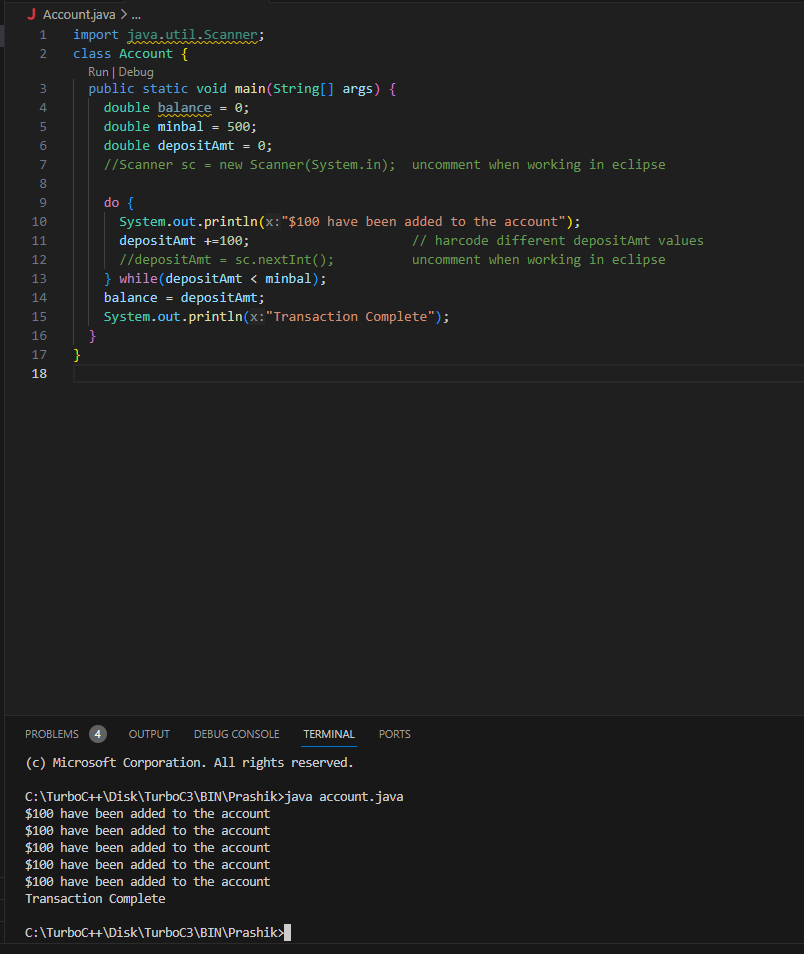 J Account.java > ...
1 import java.util.Scanner;
2 class Account {
Run | Debug
3 public static void main(String[] args) {
4 double balance = 0;
5 double minbal = 500;
6 double depositAmt = 0;
7 //Scanner sc = new Scanner(System.in);  uncomment when working in eclipse
8
9 do {
10 System.out.println(x:"$100 have been added to the account");
11 depositAmt +=100; // harcode different depositAmt values
12 //depositAmt = sc.nextInt(); uncomment when working in eclipse
13 } while(depositAmt < minbal);
14 balance = depositAmt;
15 System.out.println(x:"Transaction Complete");
16 }
17 }
18
PROBLEMS 4 OUTPUT DEBUG CONSOLE TERMINAL PORTS
(c) Microsoft Corporation. All rights reserved.
C:\TurboC++\Disk\TurboC3\BIN\Prashik>java account.java
$100 have been added to the account
$100 have been added to the account
$100 have been added to the account
$100 have been added to the account
$100 have been added to the account
Transaction Complete
C:\TurboC++\Disk\TurboC3\BIN\Prashik>